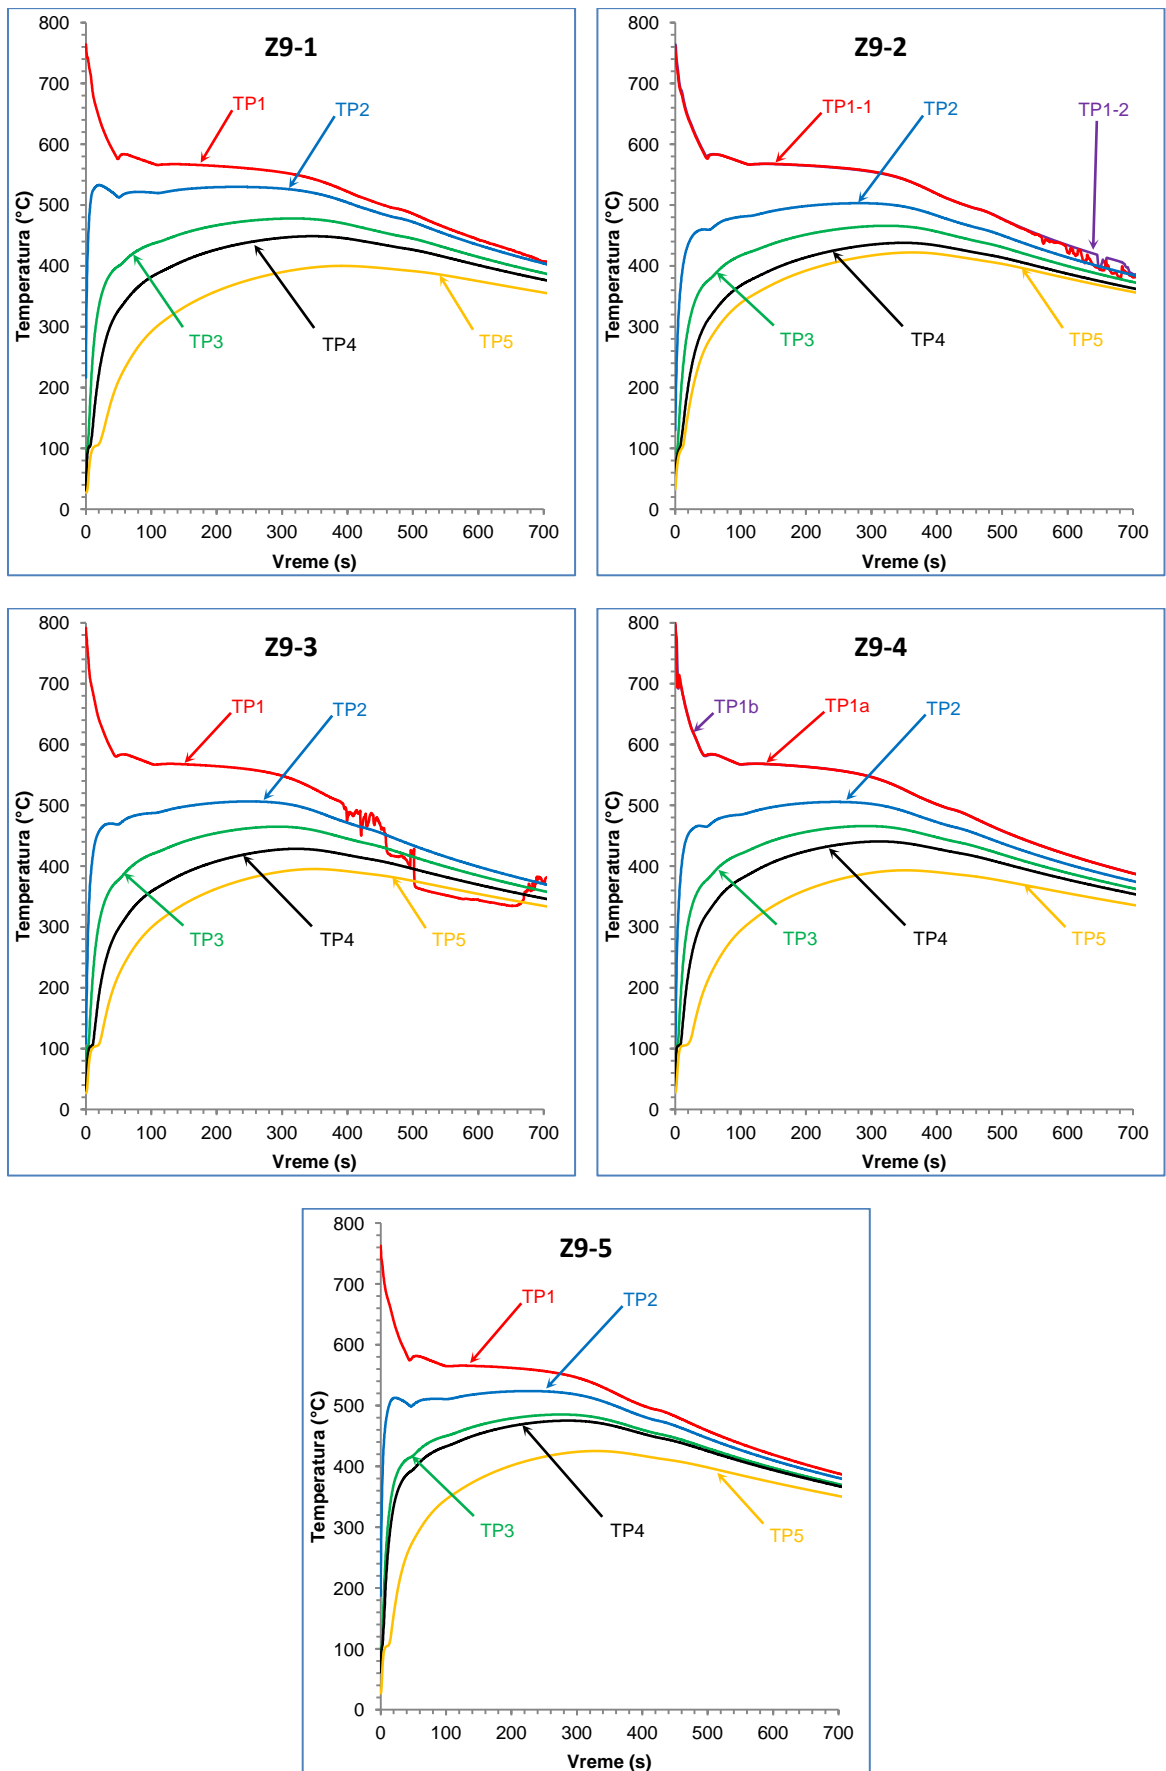 Z9-1
TP1
TP2
TP3
TP4
TP5
Temperatura (°C)
800
700
600
500
400
300
200
100
0
0 100 200 300 400 500 600 700
Vreme (s)
Z9-2
TP1-1
TP2
TP1-2
TP3
TP4
TP5
Temperatura (°C)
800
700
600
500
400
300
200
100
0
0 100 200 300 400 500 600 700
Vreme (s)
Z9-3
TP1
TP2
TP3
TP4
TP5
Temperatura (°C)
800
700
600
500
400
300
200
100
0
0 100 200 300 400 500 600 700
Vreme (s)
Z9-4
TP1b
TP1a
TP2
TP3
TP4
TP5
Temperatura (°C)
800
700
600
500
400
300
200
100
0
0 100 200 300 400 500 600 700
Vreme (s)
Z9-5
TP1
TP2
TP3
TP4
TP5
Temperatura (°C)
800
700
600
500
400
300
200
100
0
0 100 200 300 400 500 600 700
Vreme (s)